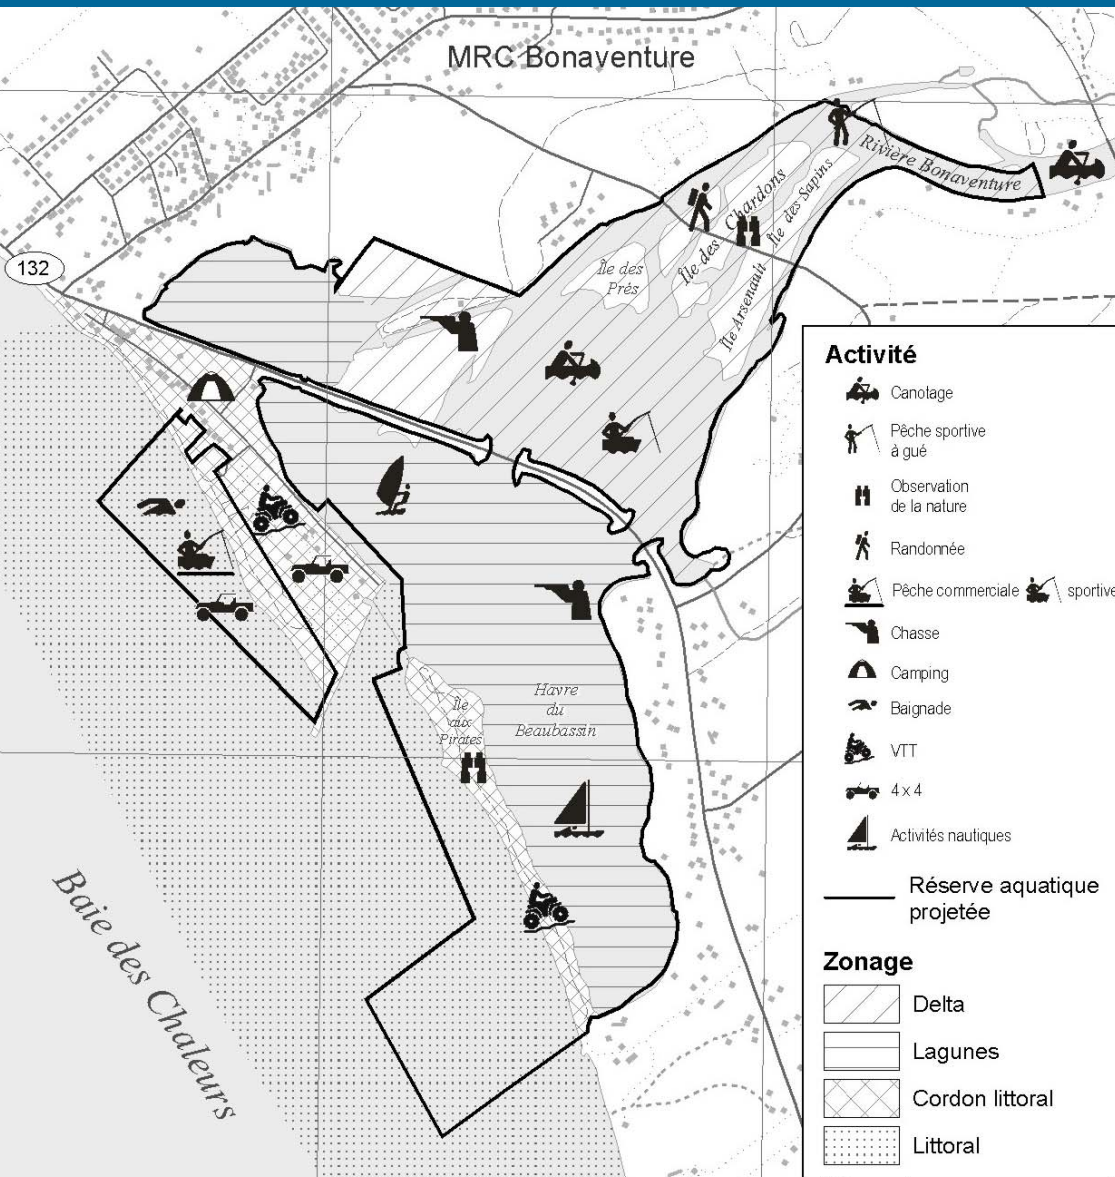 MRC Bonaventure
132
Rivière Bonaventure
Île des Chardons
Île des Sapins
Île des
Prés
Île Arsenault
Île
aux
Pirates
Havre
du
Beaubassin
Baie des Chaleurs
Activité
Canotage
Pêche sportive
à gué
Observation
de la nature
Randonnée
Pêche commerciale sportive
Chasse
Camping
Baignade
VTT
4 x 4
Activités nautiques
Réserve aquatique
projetée
Zonage
Delta
Lagunes
Cordon littoral
Littoral